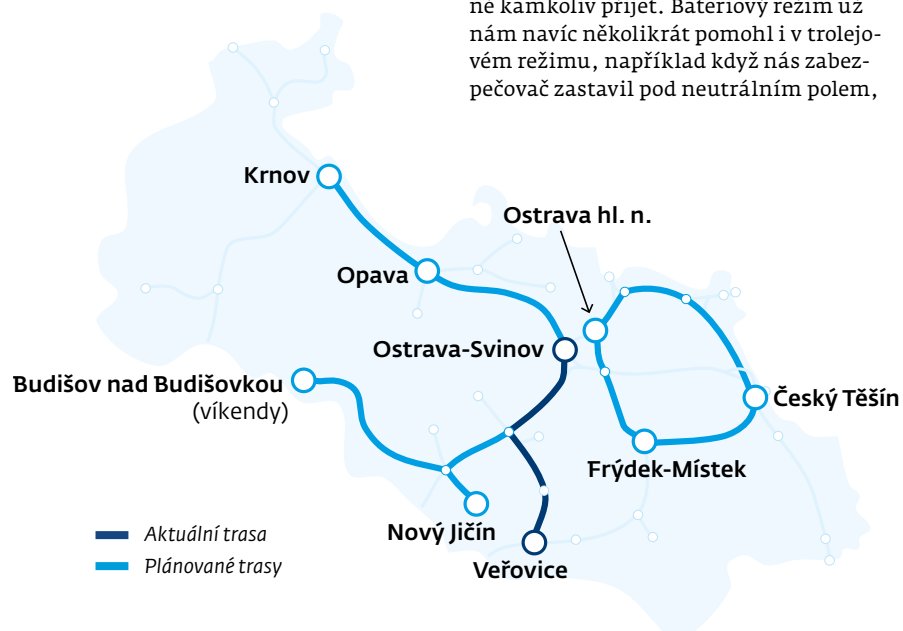 né kamkoliv přijet. Bateriový režim už
nám navíc několikrát pomohl i v trolejo-
vém režimu, například když nás zabez-
pečovač zastavil pod neutrálním polem,
Krnov
Ostrava hl. n.
Opava
Ostrava-Svinov
Budišov nad Budišovkou
(víkendy)
Český Těšín
Frýdek-Místek
Nový Jičín
Veřovice
Aktuální trasa
Plánované trasy